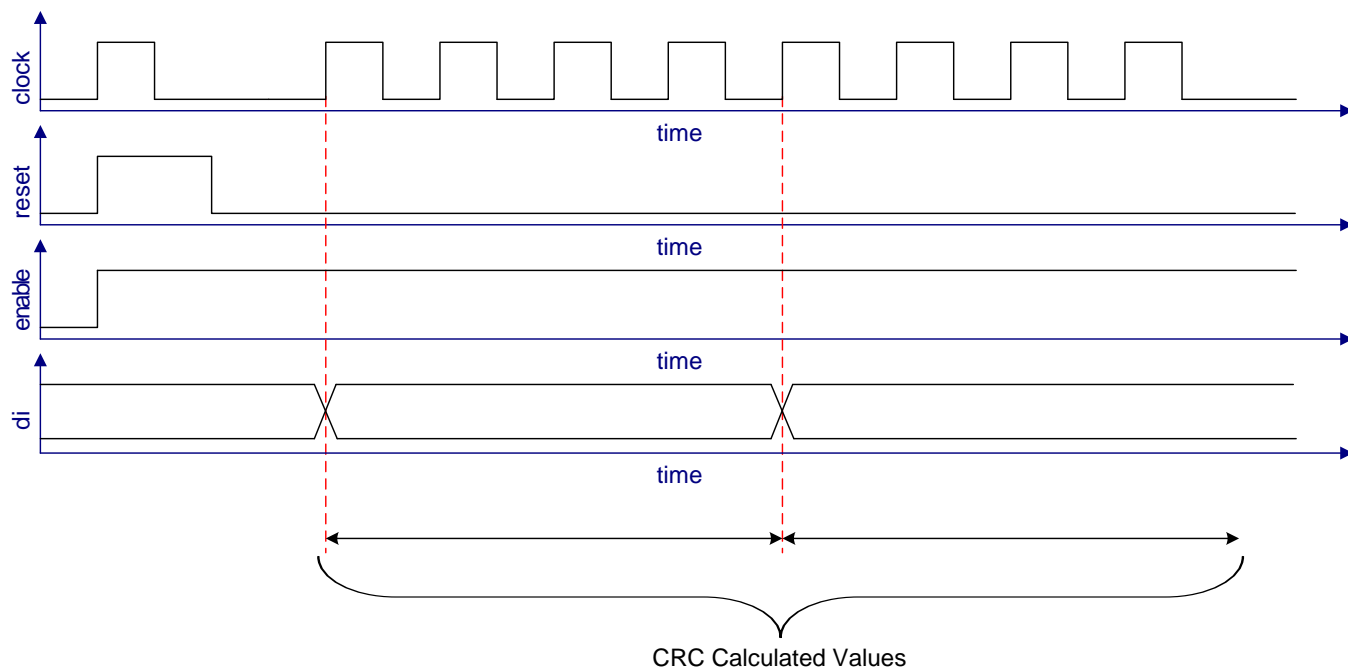 clock
time
reset
time
enable
time
di
time
CRC Calculated Values